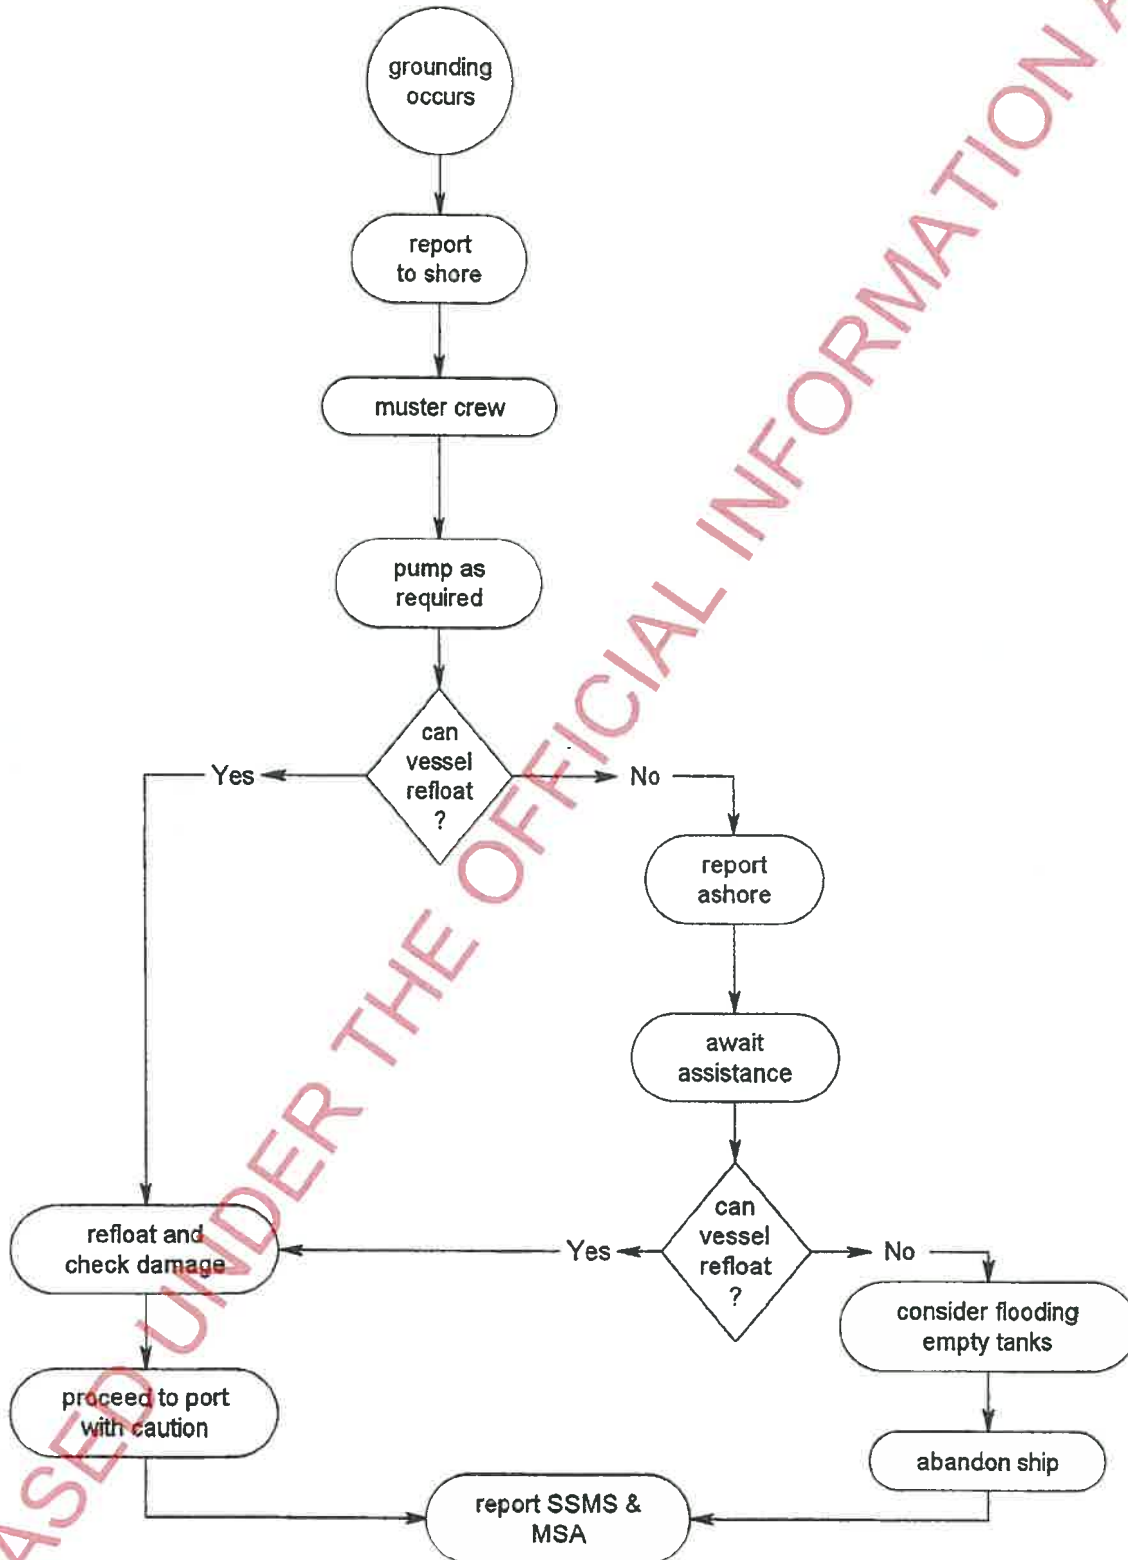 grounding
occurs
report
to shore
muster crew
pump as
required
can
vessel
refloat
?
Yes
No
report
ashore
await
assistance
can
vessel
refloat
?
Yes
No
refloat and
check damage
consider flooding
empty tanks
proceed to port
with caution
abandon ship
report SSMS &
MSA
ASED UNDER THE OFFICIAL INFORMATION A